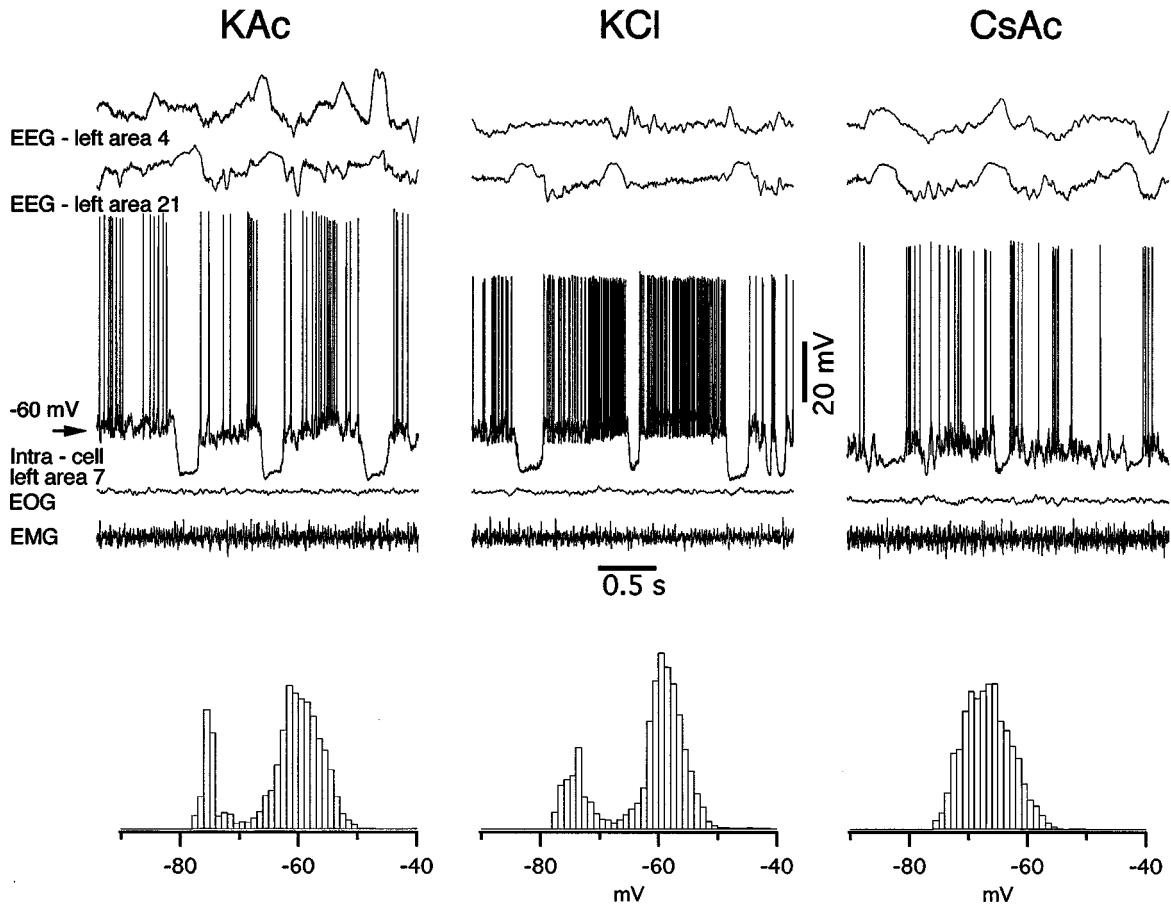 KAc
KCl
CsAc
EEG - left area 4
EEG - left area 21
20 mV
-60 mV
Intra - cell
left area 7
EOG
EMG
0.5 s
-80 -60 -40
-80 -60 -40
-80 -60 -40
mV
mV